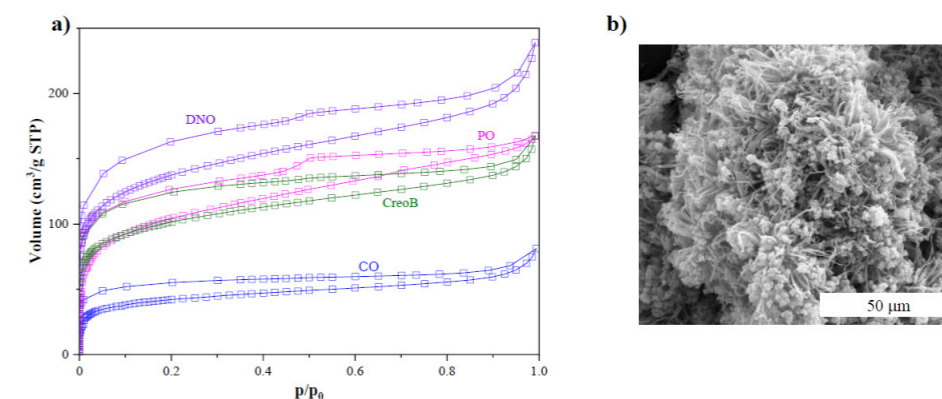 a)
b)
Volume (cm³/g STP)
200
100
0
DNO
PO
CreoB
CO
0
0.2
0.4
0.6
0.8
1.0
p/p₀
50 µm